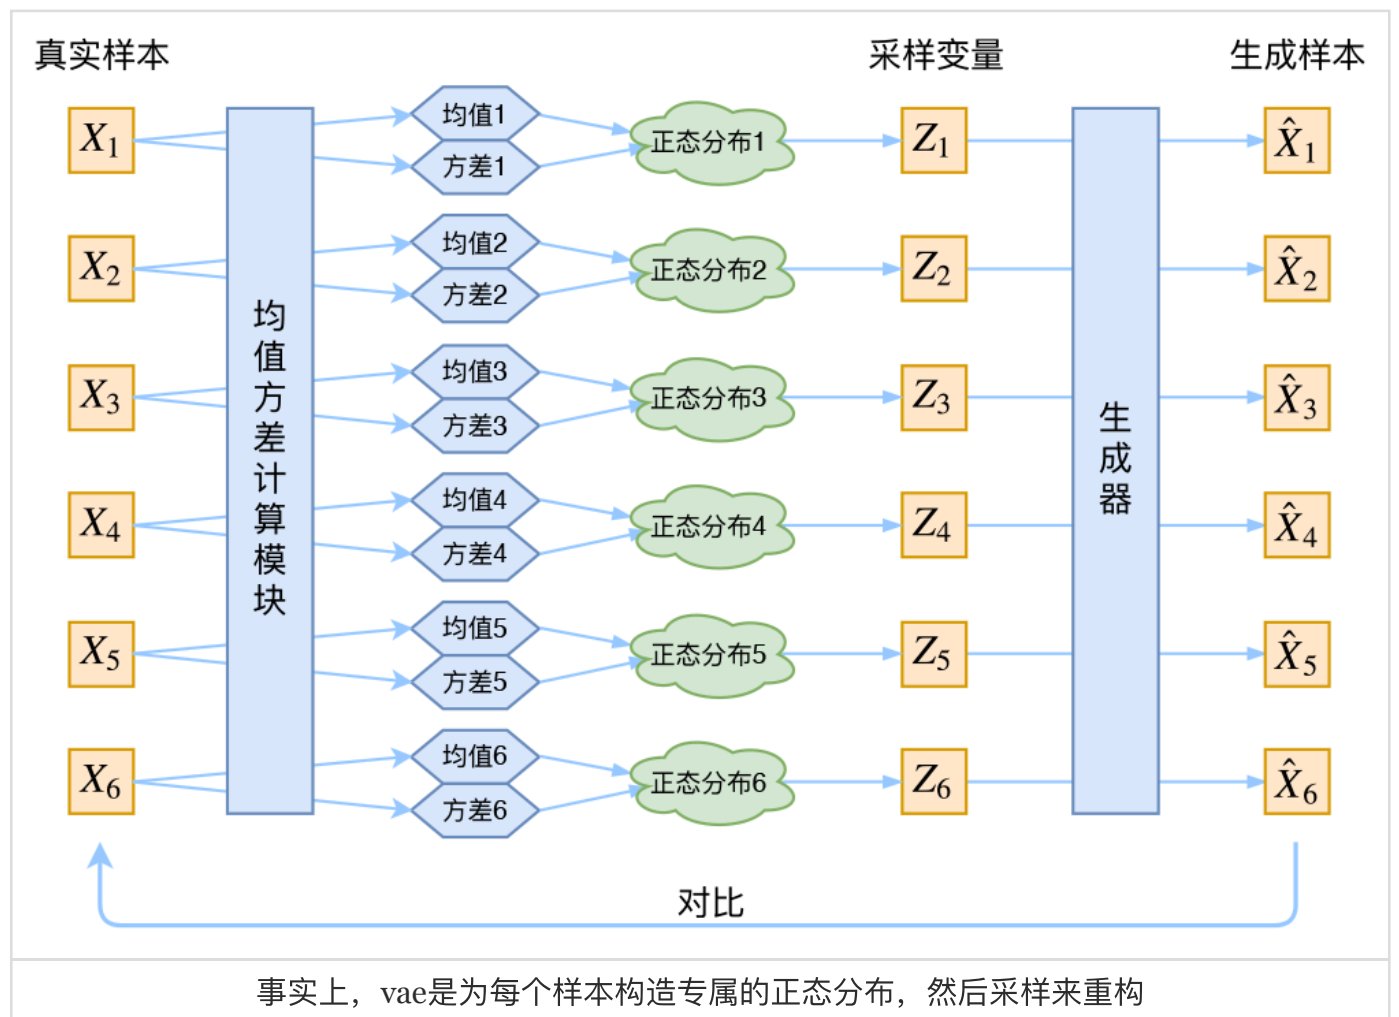 真实样本 采样变量 生成样本
X1 均值1 正态分布1 Z1 X̂1
方差1
X2 均值2 正态分布2 Z2 X̂2
方差2
X3 均值3 正态分布3 Z3 X̂3
方差3
X4 均值4 正态分布4 Z4 X̂4
方差4
X5 均值5 正态分布5 Z5 X̂5
方差5
X6 均值6 正态分布6 Z6 X̂6
方差6
均值方差计算模块
生成器
对比
事实上，vae是为每个样本构造专属的正态分布，然后采样来重构